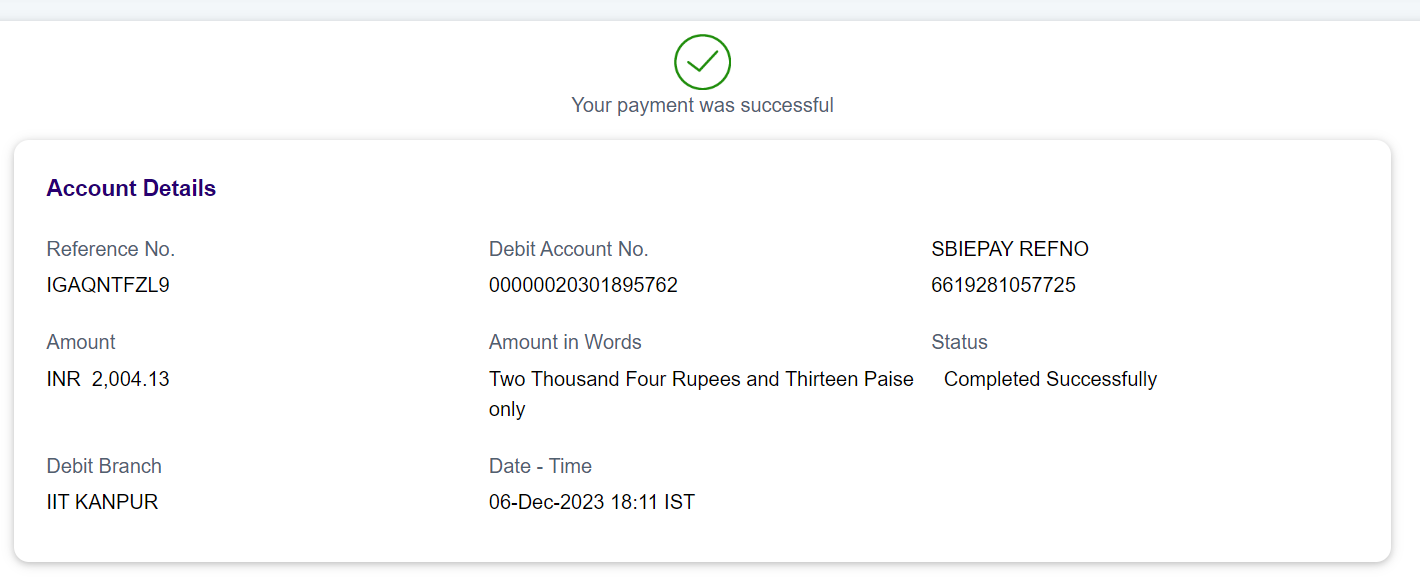 Your payment was successful
Account Details
Reference No.
Debit Account No.
SBIEPAY REFNO
IGAQNTFZL9
00000020301895762
6619281057725
Amount
Amount in Words
Status
INR 2,004.13
Two Thousand Four Rupees and Thirteen Paise
only
Completed Successfully
Debit Branch
Date - Time
IIT KANPUR
06-Dec-2023 18:11 IST